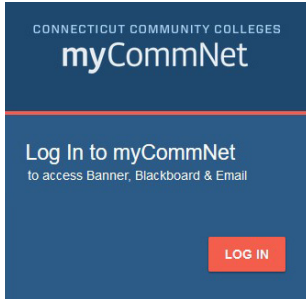 CONNECTICUT COMMUNITY COLLEGES
myCommNet
Log In to myCommNet
to access Banner, Blackboard & Email
LOG IN